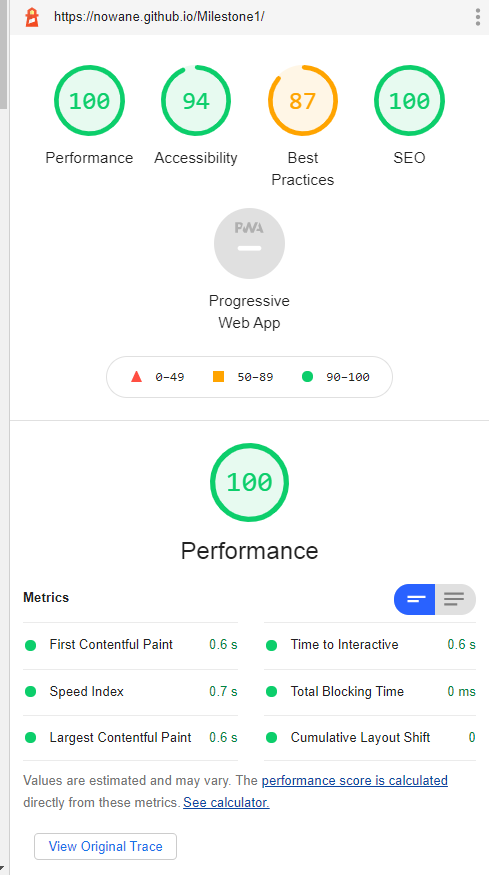 https://nowane.github.io/Milestone1/
100 94 87 100
Performance Accessibility Best Practices SEO
PWA
Progressive
Web App
0–49 50–89 90–100
100
Performance
Metrics
First Contentful Paint 0.6 s
Time to Interactive 0.6 s
Speed Index 0.7 s
Total Blocking Time 0 ms
Largest Contentful Paint 0.6 s
Cumulative Layout Shift 0
Values are estimated and may vary. The performance score is calculated
directly from these metrics. See calculator.
View Original Trace